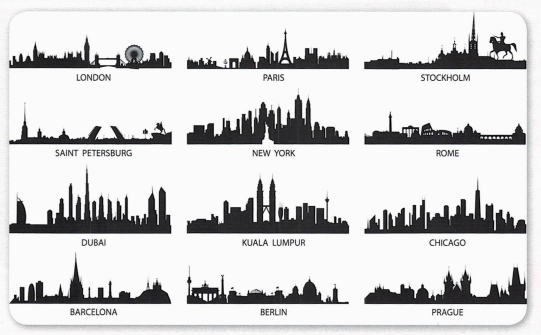 LONDON
PARIS
STOCKHOLM
SAINT PETERSBURG
NEW YORK
ROME
DUBAI
KUALA LUMPUR
CHICAGO
BARCELONA
BERLIN
PRAGUE